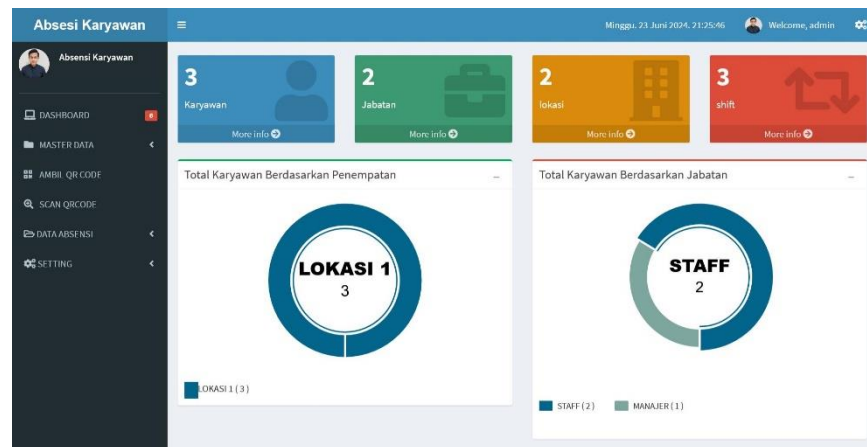 Absesi Karyawan
Minggu, 23 Juni 2024, 21:25:46
Welcome, admin
Absensi Karyawan
DASHBOARD
MASTER DATA
AMBIL QR CODE
SCAN QRCODE
DATA ABSENSI
SETTING
3
Karyawan
More info
2
Jabatan
More info
2
lokasi
More info
3
shift
More info
Total Karyawan Berdasarkan Penempatan
LOKASI 1
3
LOKASI 1 ( 3 )
Total Karyawan Berdasarkan Jabatan
STAFF
2
STAFF ( 2 )
MANAJER ( 1 )